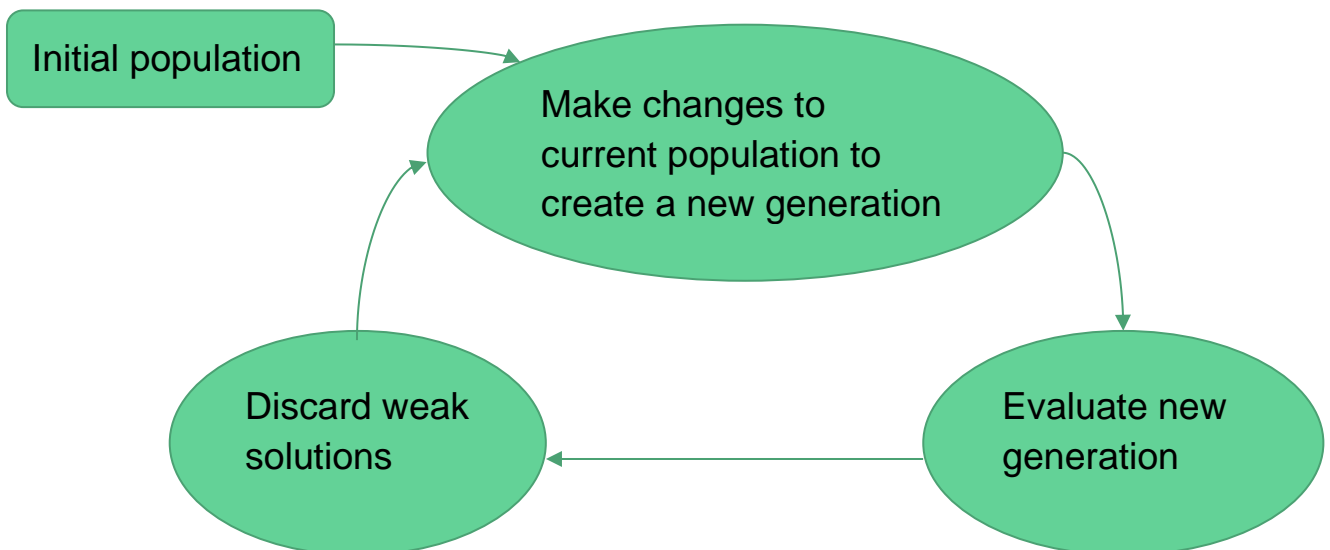 Initial population
Make changes to
current population to
create a new generation
Discard weak
solutions
Evaluate new
generation